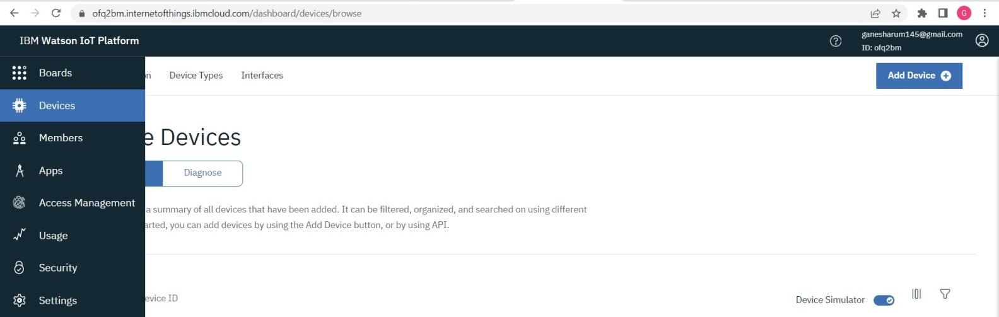 ofq2bm.internetofthings.ibmcloud.com/dashboard/devices/browse
G
IBM Watson IoT Platform
ganesharum145@gmail.com
ID: ofq2bm
Boards
Device Types
Interfaces
Add Device
Devices
Members
e Devices
Apps
Diagnose
Access Management
a summary of all devices that have been added. It can be filtered, organized, and searched on using different
arted, you can add devices by using the Add Device button, or by using API.
Usage
Security
Settings
evice ID
Device Simulator